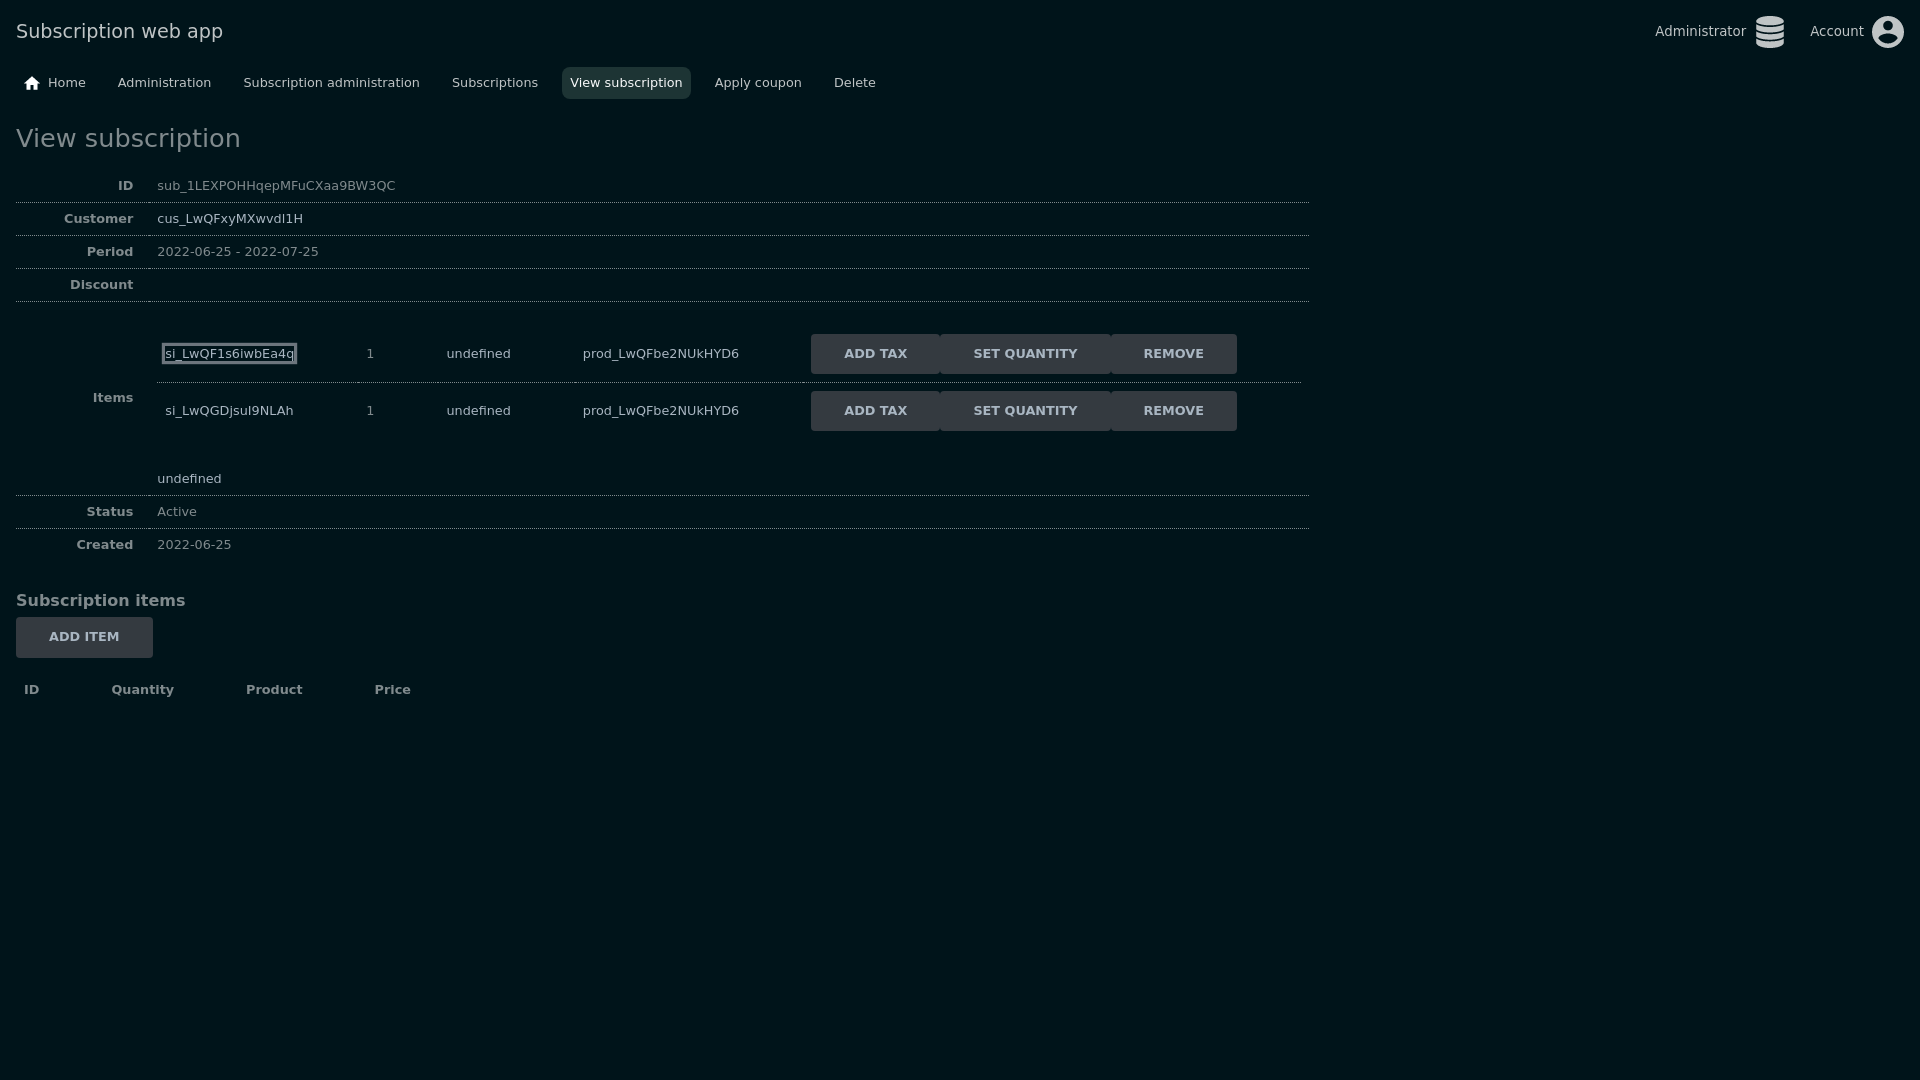 Subscription web app
Administrator
Account
Home Administration Subscription administration Subscriptions View subscription Apply coupon Delete
View subscription
ID sub_1LEXPOHHqepMFuCXaa9BW3QC
Customer cus_LwQFxyMXwvdl1H
Period 2022-06-25 - 2022-07-25
Discount
Items
si_LwQF1s6iwbEa4q 1 undefined prod_LwQFbe2NUkHYD6 ADD TAX SET QUANTITY REMOVE
si_LwQGDjsuI9NLAh 1 undefined prod_LwQFbe2NUkHYD6 ADD TAX SET QUANTITY REMOVE
undefined
Status Active
Created 2022-06-25
Subscription items
ADD ITEM
ID Quantity Product Price